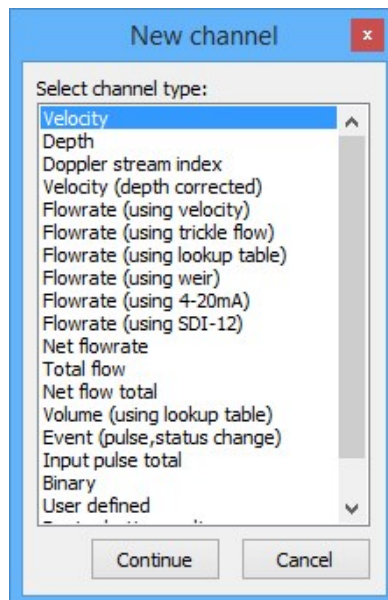 New channel
x
Select channel type:
Velocity
Depth
Doppler stream index
Velocity (depth corrected)
Flowrate (using velocity)
Flowrate (using trickle flow)
Flowrate (using lookup table)
Flowrate (using weir)
Flowrate (using 4-20mA)
Flowrate (using SDI-12)
Net flowrate
Total flow
Net flow total
Volume (using lookup table)
Event (pulse,status change)
Input pulse total
Binary
User defined
Continue Cancel